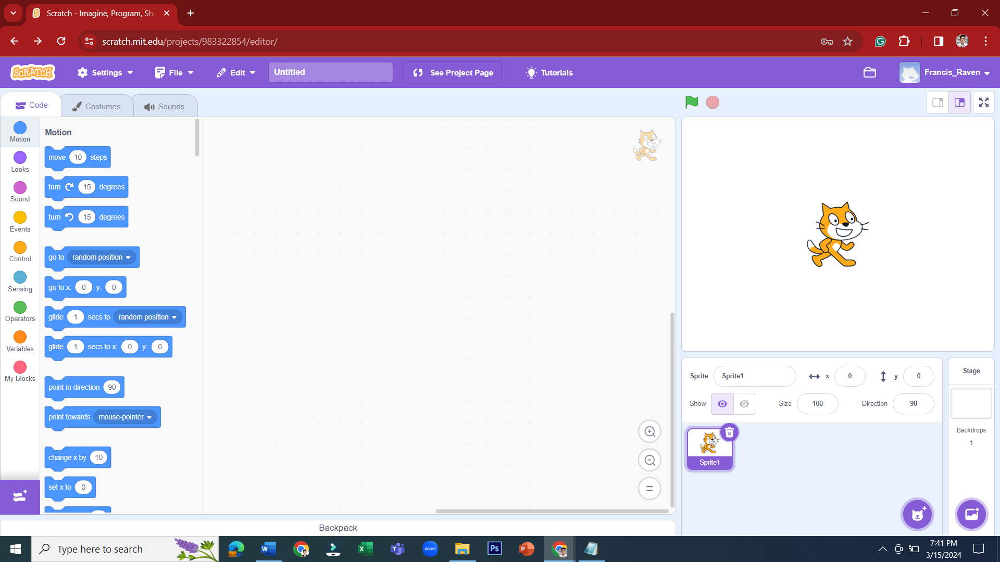 Scratch - Imagine, Program, Sha
scratch.mit.edu/projects/983322854/editor/
SCRATCH
Settings
File
Edit
Untitled
See Project Page
Tutorials
Francis_Raven
Code
Costumes
Sounds
Motion
Looks
Sound
Events
Control
Sensing
Operators
Variables
My Blocks
Motion
move 10 steps
turn 15 degrees
turn 15 degrees
go to random position
go to x: 0 y: 0
glide 1 secs to random position
glide 1 secs to x: 0 y: 0
point in direction 90
point towards mouse-pointer
change x by 10
set x to 0
Sprite Sprite1 x 0 y 0
Show Size 100 Direction 90
Sprite1
Stage
Backdrops
1
Backpack
Type here to search
W
zoom
Ps
P
7:41 PM
3/15/2024